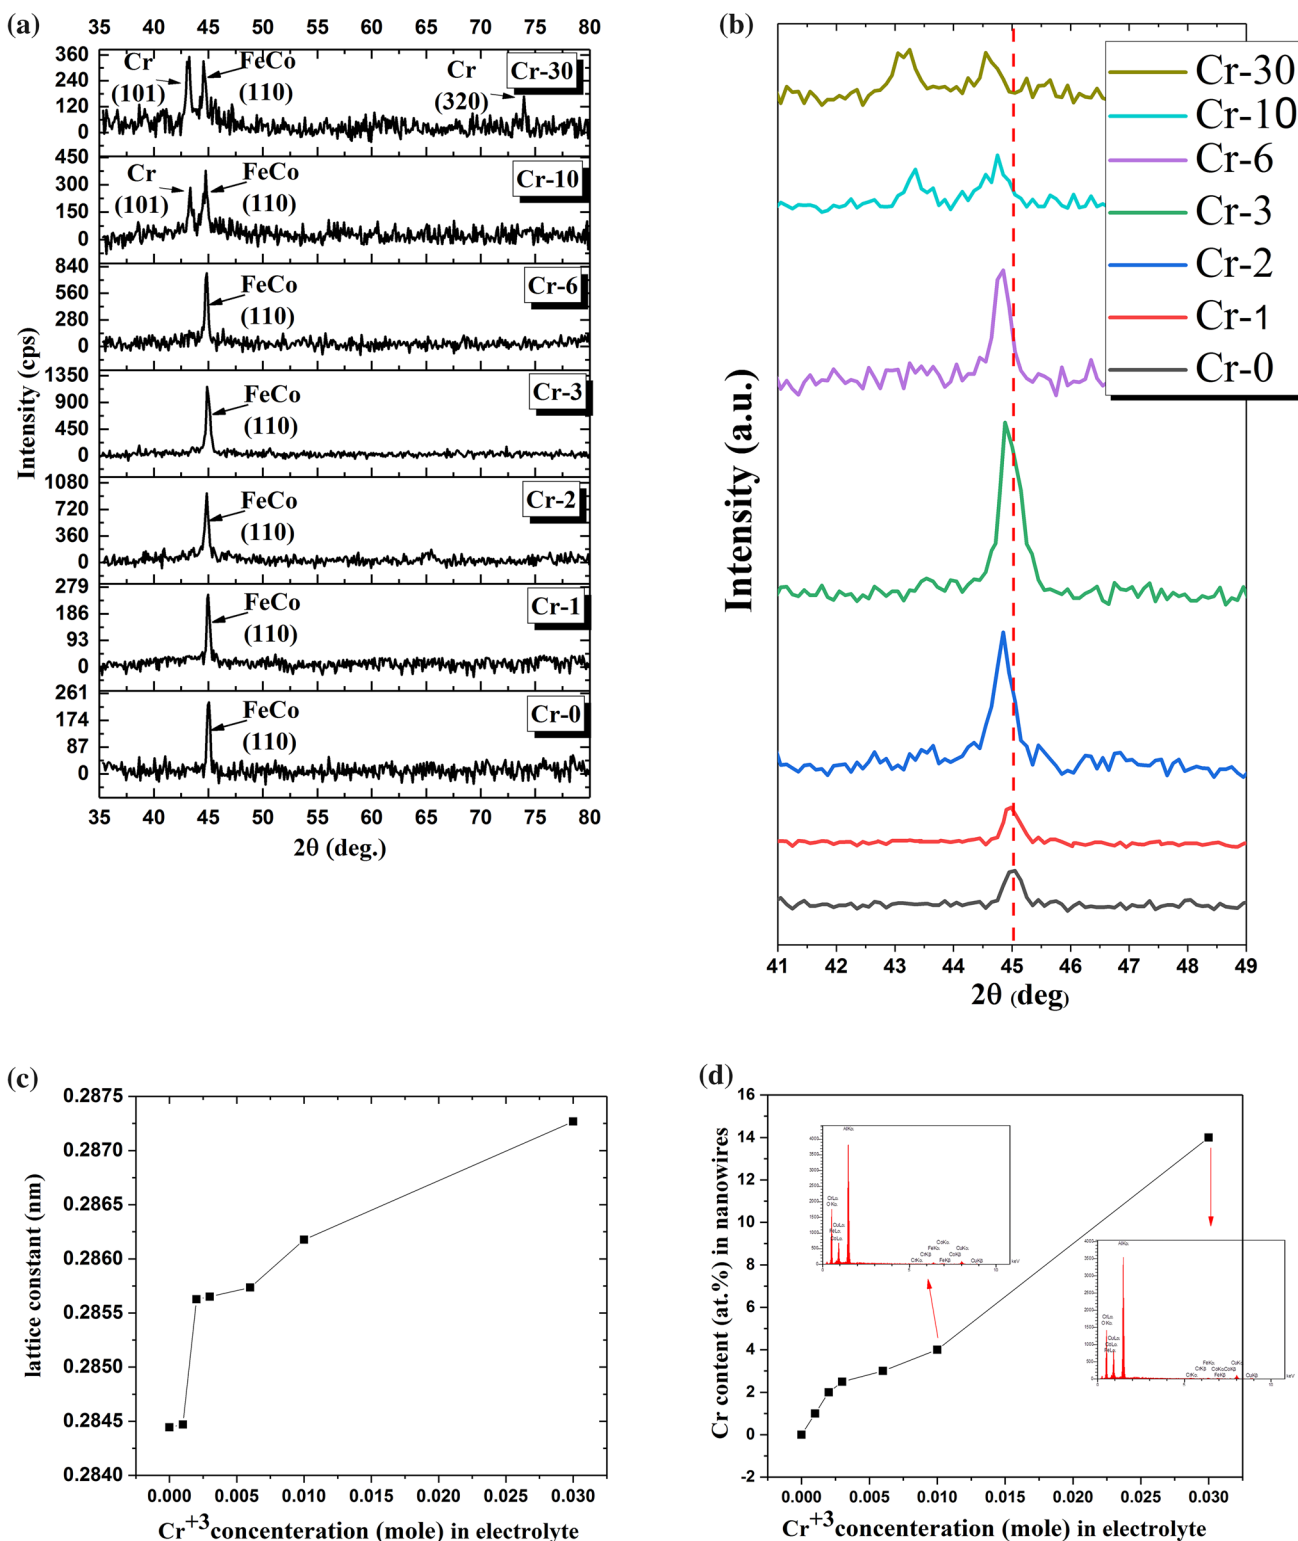 (a)
35 40 45 50 55 60 65 70 75 80
360
240
120
0
Cr
(101)
FeCo
(110)
Cr
(320)
Cr-30
450
300
150
0
Cr
(101)
FeCo
(110)
Cr-10
840
560
280
0
FeCo
(110)
Cr-6
1350
900
450
0
FeCo
(110)
Cr-3
1080
720
360
0
FeCo
(110)
Cr-2
279
186
93
0
FeCo
(110)
Cr-1
261
174
87
0
FeCo
(110)
Cr-0
35 40 45 50 55 60 65 70 75 80
2θ (deg.)
Intensity (cps)
(b)
Cr-30
Cr-10
Cr-6
Cr-3
Cr-2
Cr-1
Cr-0
Intensity (a.u.)
41 42 43 44 45 46 47 48 49
2θ (deg)
(c)
0.2875
0.2870
0.2865
0.2860
0.2855
0.2850
0.2845
0.2840
lattice constant (nm)
0.000 0.005 0.010 0.015 0.020 0.025 0.030
Cr+3concenteration (mole) in electrolyte
(d)
16
14
12
10
8
6
4
2
0
-2
Cr content (at.%) in nanowires
0.000 0.005 0.010 0.015 0.020 0.025 0.030
Cr+3concenteration (mole) in electrolyte